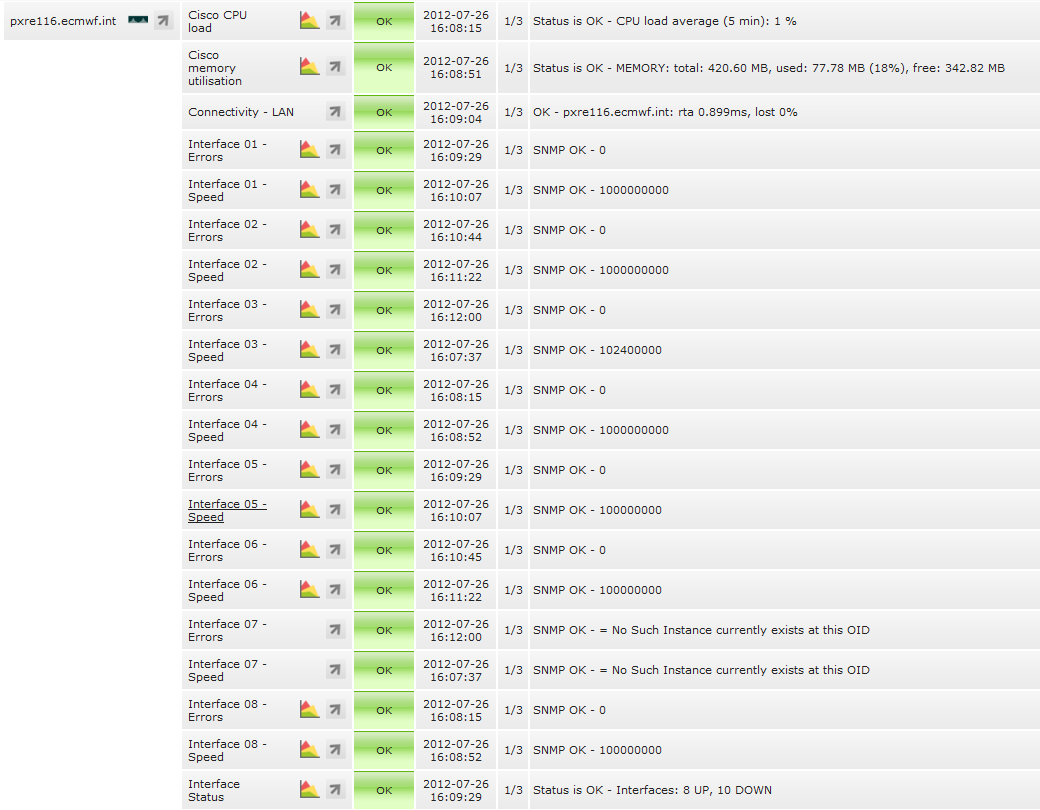 pxre116.ecmwf.int
Cisco CPU
load
OK
2012-07-26
16:08:15
1/3
Status is OK - CPU load average (5 min): 1 %
Cisco
memory
utilisation
OK
2012-07-26
16:08:51
1/3
Status is OK - MEMORY: total: 420.60 MB, used: 77.78 MB (18%), free: 342.82 MB
Connectivity - LAN
OK
2012-07-26
16:09:04
1/3
OK - pxre116.ecmwf.int: rta 0.899ms, lost 0%
Interface 01 -
Errors
OK
2012-07-26
16:09:29
1/3
SNMP OK - 0
Interface 01 -
Speed
OK
2012-07-26
16:10:07
1/3
SNMP OK - 1000000000
Interface 02 -
Errors
OK
2012-07-26
16:10:44
1/3
SNMP OK - 0
Interface 02 -
Speed
OK
2012-07-26
16:11:22
1/3
SNMP OK - 1000000000
Interface 03 -
Errors
OK
2012-07-26
16:12:00
1/3
SNMP OK - 0
Interface 03 -
Speed
OK
2012-07-26
16:07:37
1/3
SNMP OK - 102400000
Interface 04 -
Errors
OK
2012-07-26
16:08:15
1/3
SNMP OK - 0
Interface 04 -
Speed
OK
2012-07-26
16:08:52
1/3
SNMP OK - 1000000000
Interface 05 -
Errors
OK
2012-07-26
16:09:29
1/3
SNMP OK - 0
Interface 05 -
Speed
OK
2012-07-26
16:10:07
1/3
SNMP OK - 100000000
Interface 06 -
Errors
OK
2012-07-26
16:10:45
1/3
SNMP OK - 0
Interface 06 -
Speed
OK
2012-07-26
16:11:22
1/3
SNMP OK - 100000000
Interface 07 -
Errors
OK
2012-07-26
16:12:00
1/3
SNMP OK - = No Such Instance currently exists at this OID
Interface 07 -
Speed
OK
2012-07-26
16:07:37
1/3
SNMP OK - = No Such Instance currently exists at this OID
Interface 08 -
Errors
OK
2012-07-26
16:08:15
1/3
SNMP OK - 0
Interface 08 -
Speed
OK
2012-07-26
16:08:52
1/3
SNMP OK - 100000000
Interface
Status
OK
2012-07-26
16:09:29
1/3
Status is OK - Interfaces: 8 UP, 10 DOWN